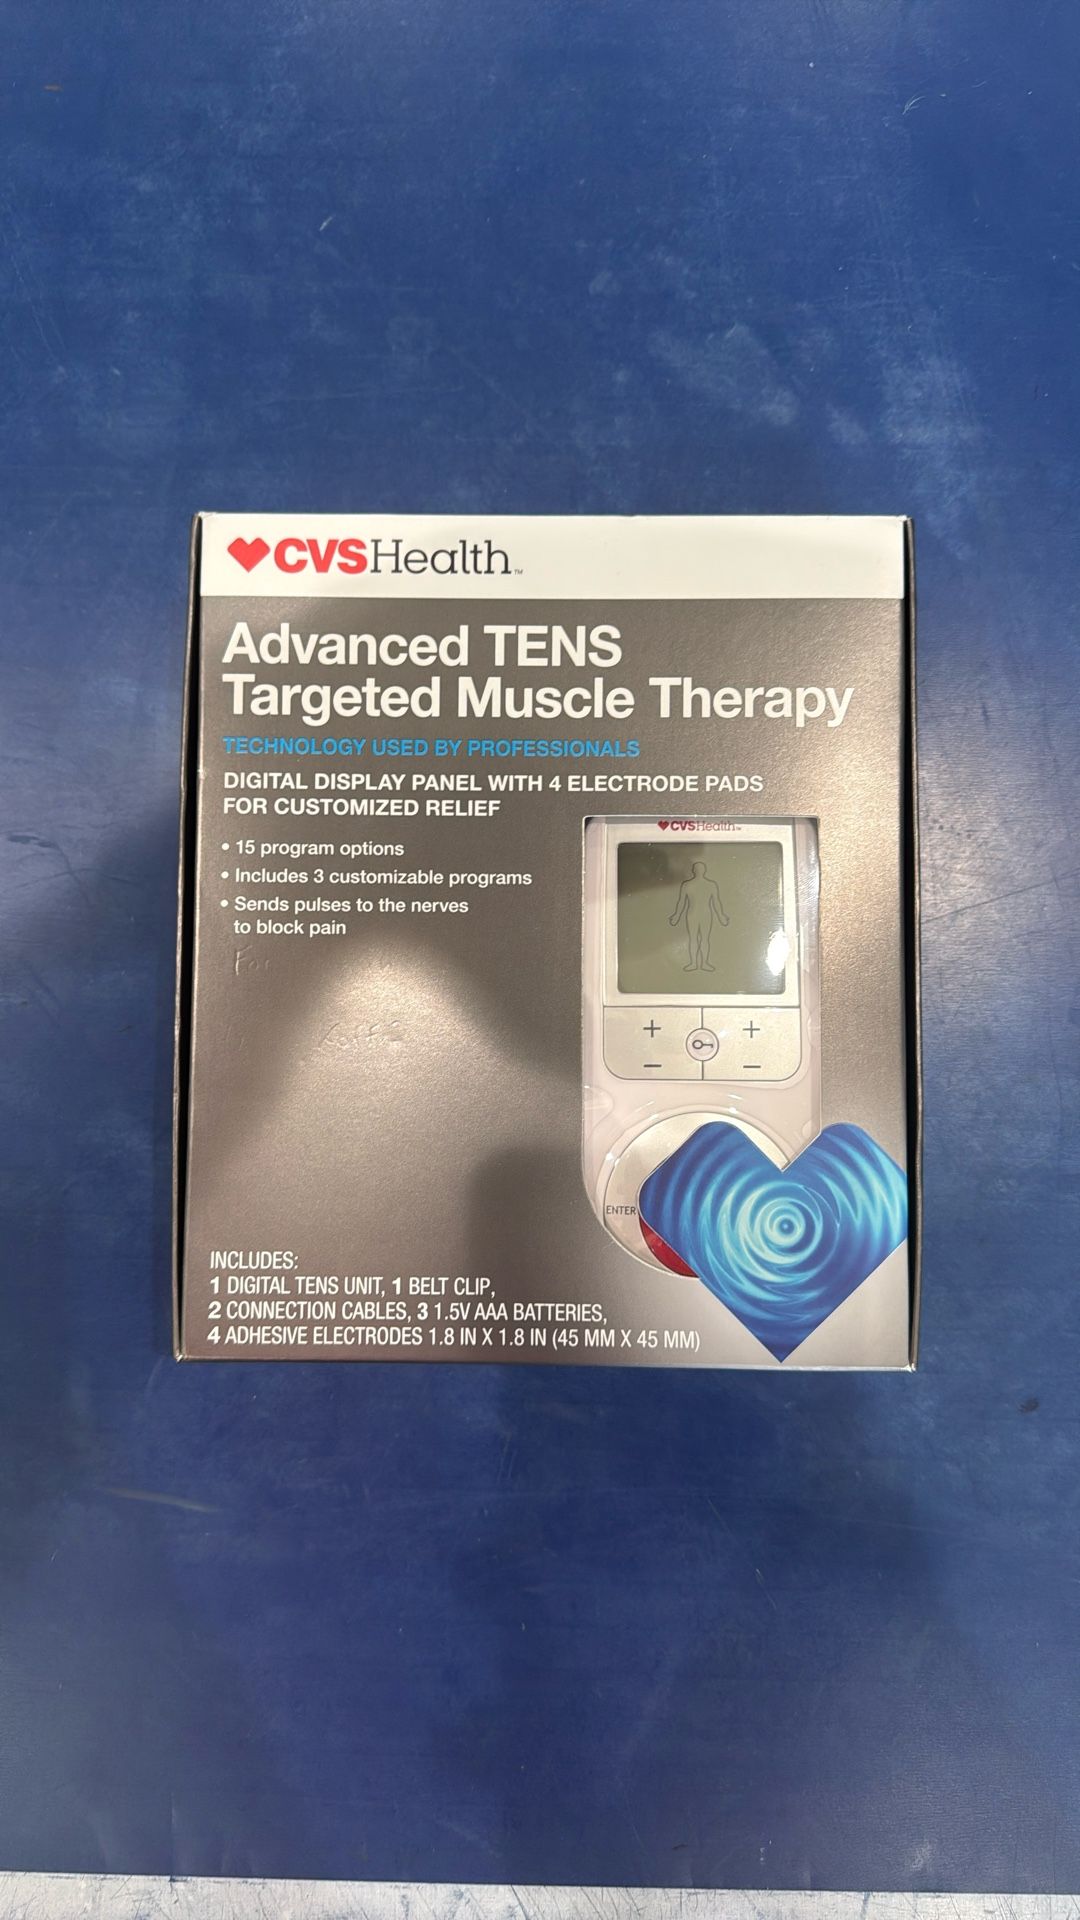 CVSHealth™
Advanced TENS
Targeted Muscle Therapy
TECHNOLOGY USED BY PROFESSIONALS
DIGITAL DISPLAY PANEL WITH 4 ELECTRODE PADS
FOR CUSTOMIZED RELIEF
• 15 program options
• Includes 3 customizable programs
• Sends pulses to the nerves
to block pain
CVSHealth™
+ +
- -
ENTER
INCLUDES:
1 DIGITAL TENS UNIT, 1 BELT CLIP,
2 CONNECTION CABLES, 3 1.5V AAA BATTERIES,
4 ADHESIVE ELECTRODES 1.8 IN X 1.8 IN (45 MM X 45 MM)